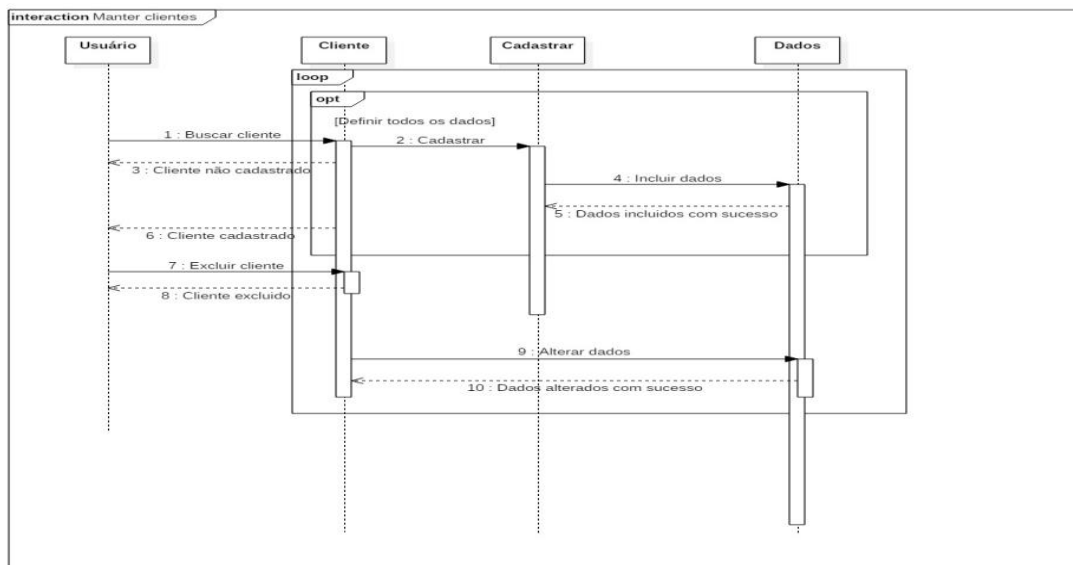 interaction Manter clientes
Usuário
Cliente
Cadastrar
Dados
loop
opt
[Definir todos os dados]
1 : Buscar cliente
2 : Cadastrar
3 : Cliente não cadastrado
4 : Incluir dados
5 : Dados incluidos com sucesso
6 : Cliente cadastrado
7 : Excluir cliente
8 : Cliente excluido
9 : Alterar dados
10 : Dados alterados com sucesso